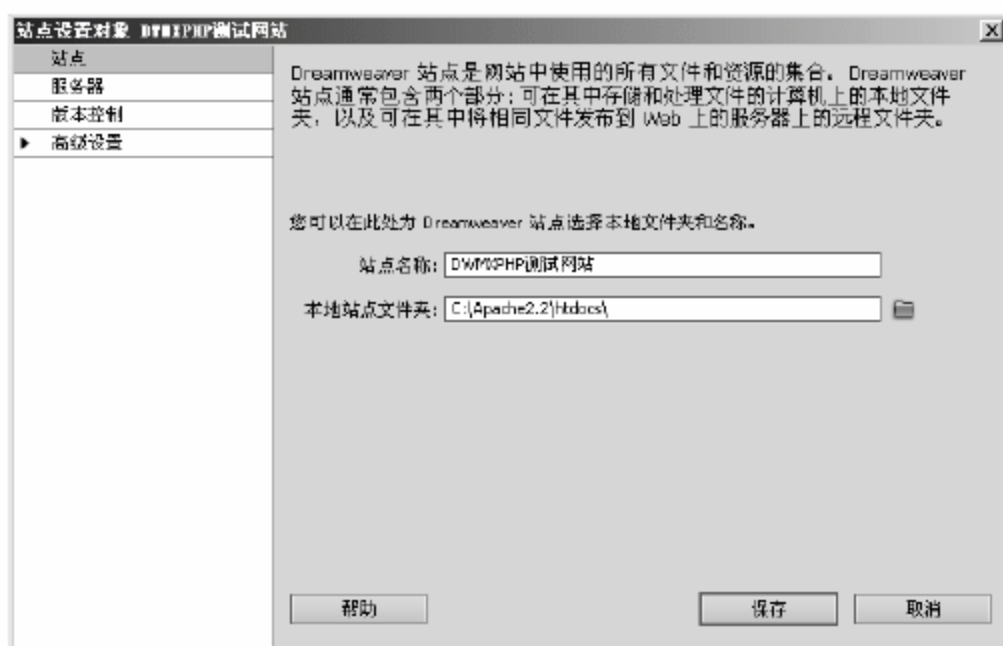 站点设置对象 DWMXPHP测试网站
站点
服务器
版本控制
高级设置
Dreamweaver 站点是网站中使用的所有文件和资源的集合。Dreamweaver
站点通常包含两个部分:可在其中存储和处理文件的计算机上的本地文件
夹,以及可在其中将相同文件发布到 Web 上的服务器上的远程文件夹。
您可以在此处为 Dreamweaver 站点选择本地文件夹和名称。
站点名称: DWMXPHP测试网站
本地站点文件夹: C:\Apache2.2\htdocs\
帮助 保存 取消